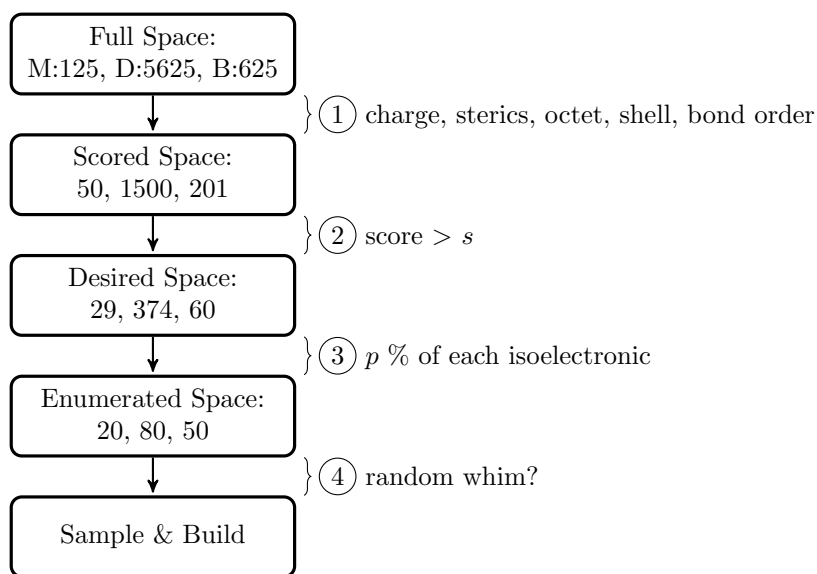 Full Space:
M:125, D:5625, B:625
1 charge, sterics, octet, shell, bond order
Scored Space:
50, 1500, 201
2 score > s
Desired Space:
29, 374, 60
3 p % of each isoelectronic
Enumerated Space:
20, 80, 50
4 random whim?
Sample & Build